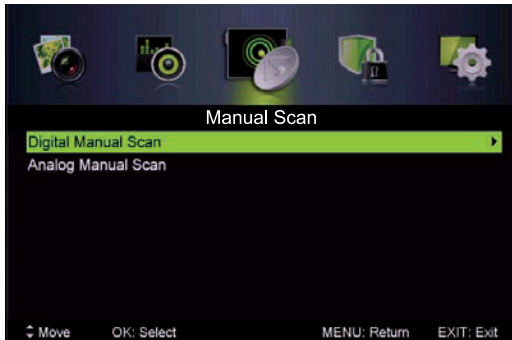 Manual Scan
Digital Manual Scan
Analog Manual Scan
Move OK: Select MENU: Return EXIT: Exit